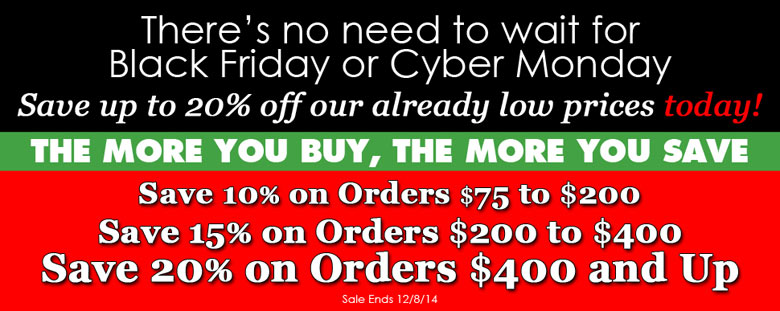 There's no need to wait for
Black Friday or Cyber Monday
Save up to 20% off our already low prices today!
THE MORE YOU BUY, THE MORE YOU SAVE
Save 10% on Orders $75 to $200
Save 15% on Orders $200 to $400
Save 20% on Orders $400 and Up
Sale Ends 12/8/14